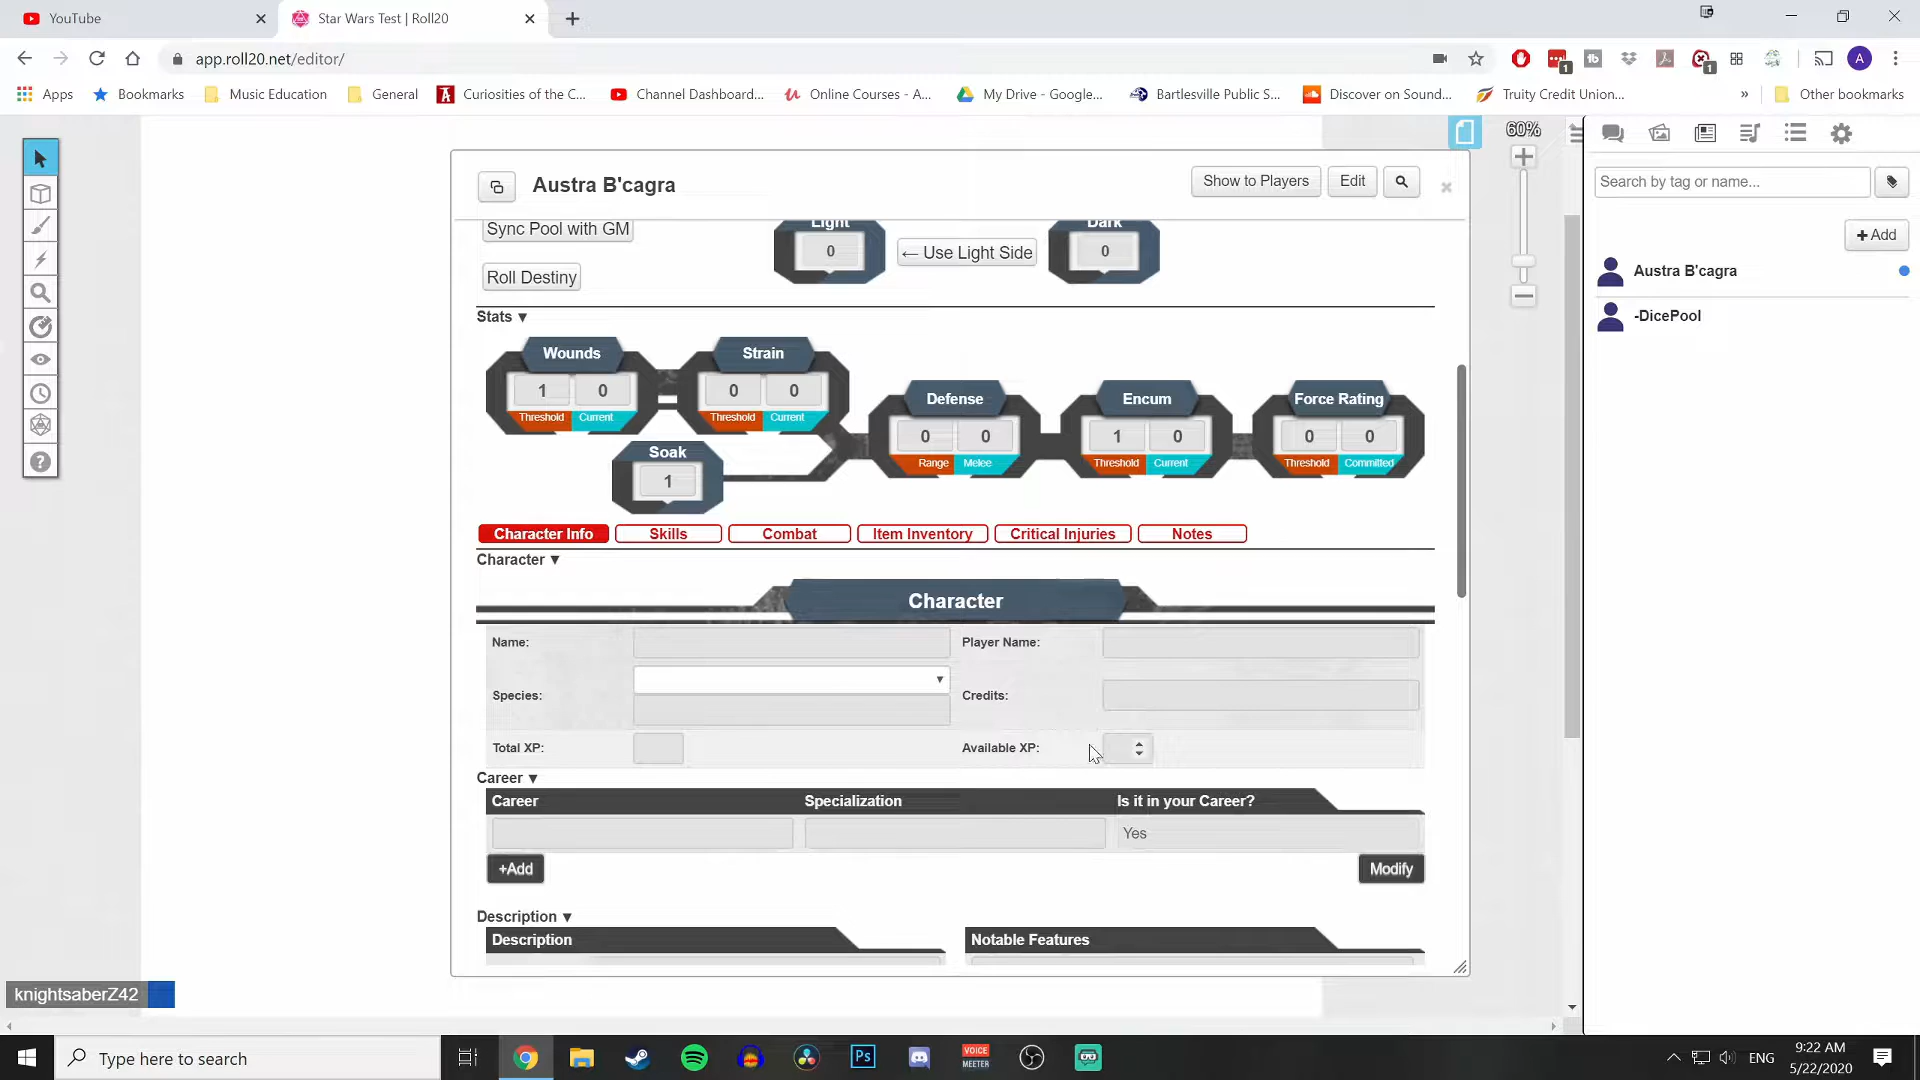 YouTube
Star Wars Test | Roll20
app.roll20.net/editor/
1
1
A
Apps
Bookmarks
Music Education
General
Curiosities of the C...
Channel Dashboard...
Online Courses - A...
My Drive - Google...
Bartlesville Public S...
Discover on Sound...
Truity Credit Union...
»
Other bookmarks
60%
Austra B'cagra
Show to Players
Edit
Search by tag or name...
+ Add
Austra B'cagra
-DicePool
Sync Pool with GM
Light
0
← Use Light Side
Dark
0
Roll Destiny
Stats ▼
Wounds
1
0
Threshold
Current
Strain
0
0
Threshold
Current
Soak
1
Defense
0
0
Range
Melee
Encum
1
0
Threshold
Current
Force Rating
0
0
Threshold
Committed
Character Info
Skills
Combat
Item Inventory
Critical Injuries
Notes
Character ▼
Character
Name:
Player Name:
Species:
Credits:
Total XP:
Available XP:
Career ▼
Career
Specialization
Is it in your Career?
Yes
+Add
Modify
Description ▼
Description
Notable Features
knightsaberZ42
Type here to search
Ps
VOICE
MEETER
ENG
9:22 AM
5/22/2020